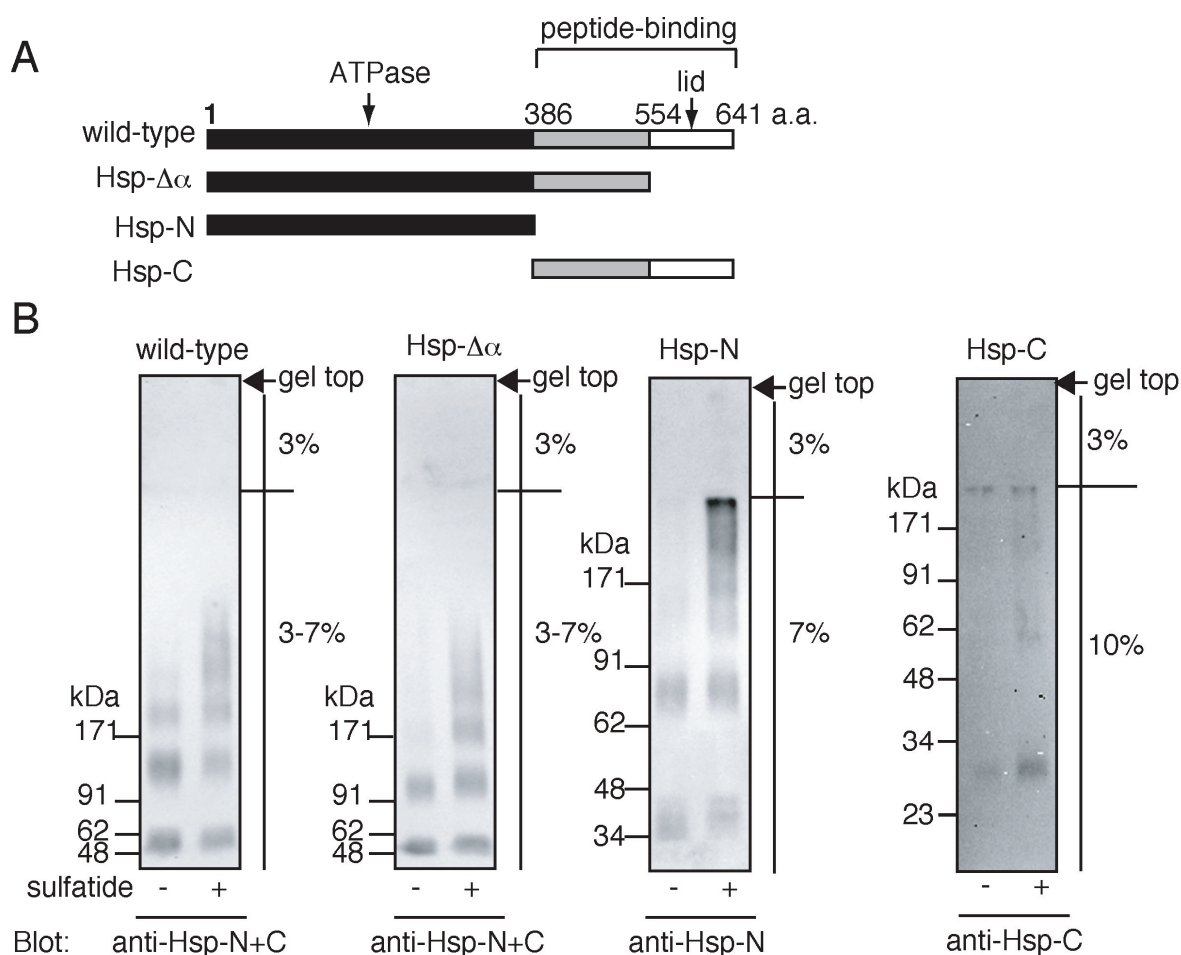 A
peptide-binding
ATPase
lid
1 386 554 641 a.a.
wild-type
Hsp-Δα
Hsp-N
Hsp-C
B
wild-type Hsp-Δα Hsp-N Hsp-C
gel top gel top gel top gel top
3% 3% 3% 3%
kDa
171
91
62
48
34
23
10%
kDa
171
91
62
48
34
7%
kDa
171
91
62
48
3-7%
kDa
171
91
62
48
3-7%
sulfatide - + - + - + - +
Blot: anti-Hsp-N+C anti-Hsp-N+C anti-Hsp-N anti-Hsp-C